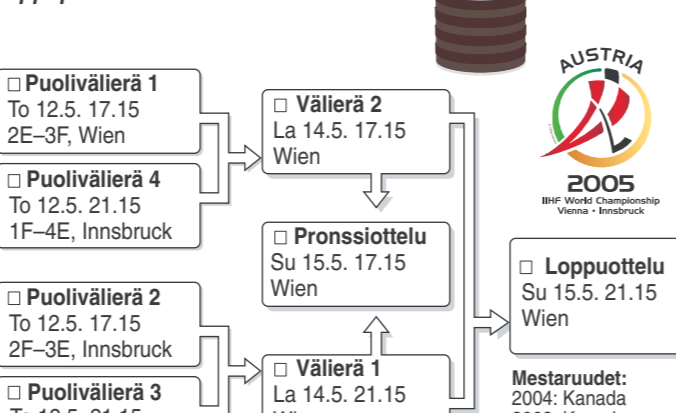 □ Puolivälierä 1
To 12.5. 17.15
2E–3F, Wien
□ Puolivälierä 4
To 12.5. 21.15
1F–4E, Innsbruck
□ Puolivälierä 2
To 12.5. 17.15
2F–3E, Innsbruck
□ Puolivälierä 3
□ Välierä 2
La 14.5. 17.15
Wien
□ Pronssiottelu
Su 15.5. 17.15
Wien
□ Välierä 1
La 14.5. 21.15
AUSTRIA
2005
IIHF World Championship
Vienna • Innsbruck
□ Loppuottelu
Su 15.5. 21.15
Wien
Mestaruudet:
2004: Kanada